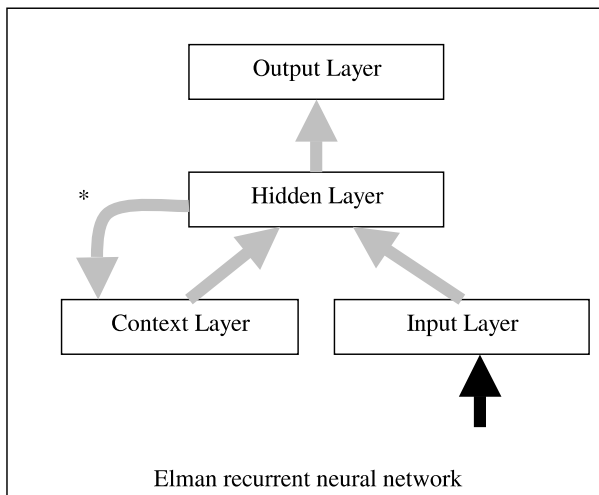 Output Layer
Hidden Layer
*
Context Layer
Input Layer
Elman recurrent neural network